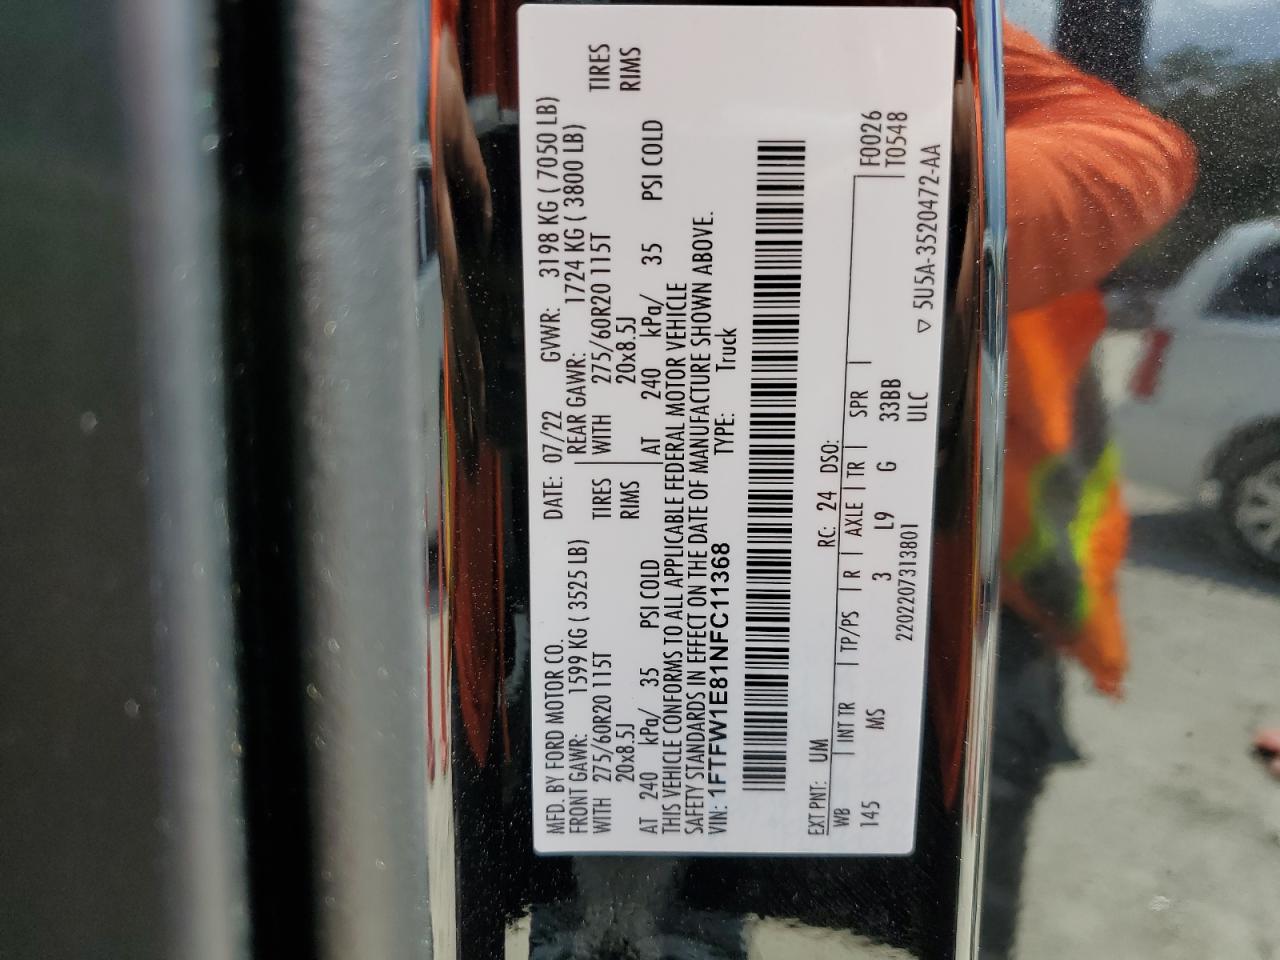 MFD. BY FORD MOTOR CO. DATE: 07/22 GVWR: 3198 KG ( 7050 LB)
FRONT GAWR: 1599 KG ( 3525 LB) REAR GAWR: 1724 KG ( 3800 LB)
WITH 275/60R20 115T TIRES WITH 275/60R20 115T TIRES
20x8.5J RIMS 20x8.5J RIMS
AT 240 kPa/ 35 PSI COLD AT 240 kPa/ 35 PSI COLD
THIS VEHICLE CONFORMS TO ALL APPLICABLE FEDERAL MOTOR VEHICLE
SAFETY STANDARDS IN EFFECT ON THE DATE OF MANUFACTURE SHOWN ABOVE.
VIN: 1FTFW1E81NFC11368 TYPE: Truck
EXT PNT: UM RC: 24 DSO:
WB INT TR TP/PS R AXLE TR SPR F0026
145 MS 3 L9 G 33BB T0548
2202207313801 ULC ▽ 5U5A-3520472-AA